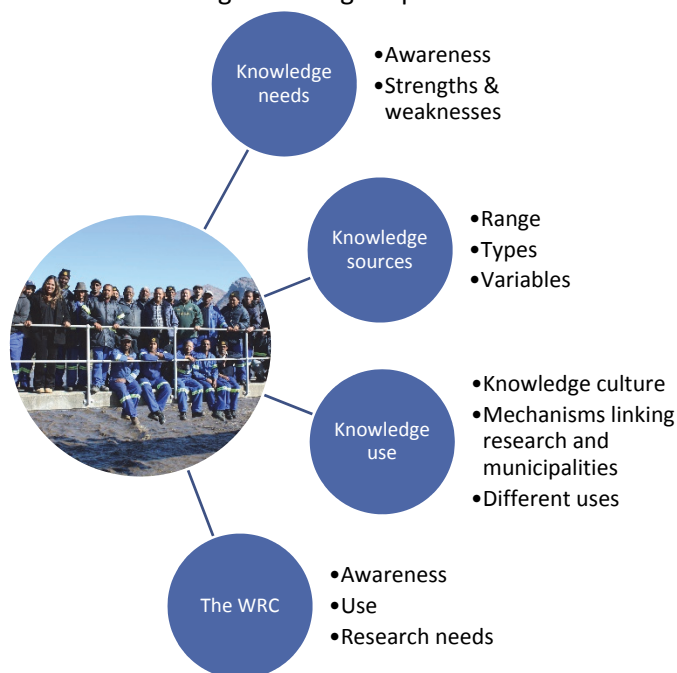 Knowledge
needs
•Awareness
•Strengths &
weaknesses
Knowledge
sources
•Range
•Types
•Variables
Knowledge
use
•Knowledge culture
•Mechanisms linking
research and
municipalities
•Different uses
The WRC
•Awareness
•Use
•Research needs